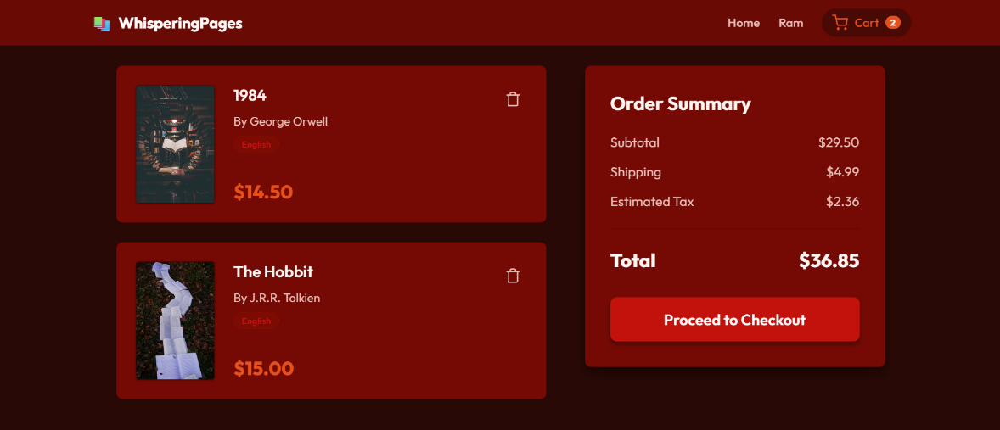 WhisperingPages
Home Ram Cart 2
1984
By George Orwell
English
$14.50
The Hobbit
By J.R.R. Tolkien
English
$15.00
Order Summary
Subtotal $29.50
Shipping $4.99
Estimated Tax $2.36
Total $36.85
Proceed to Checkout